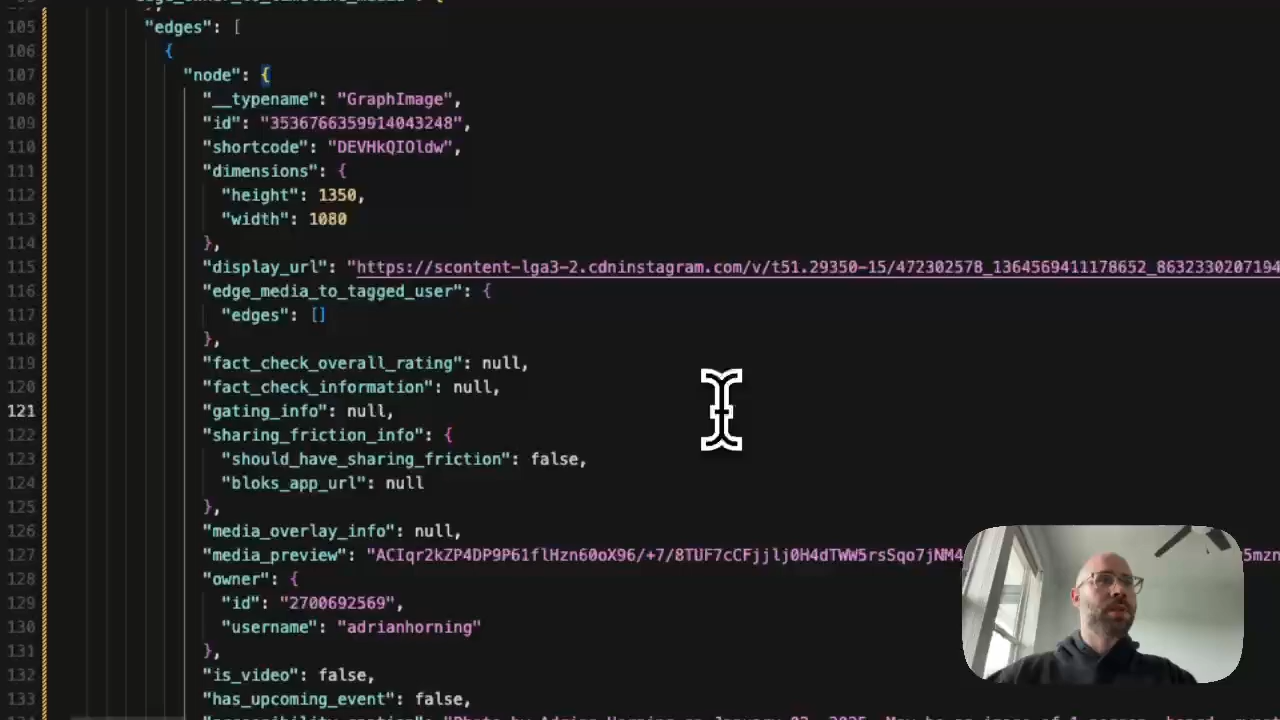 105 "edges": [
106 {
107 "node": {
108 "__typename": "GraphImage",
109 "id": "3536766359914043248",
110 "shortcode": "DEVHkQIOldw",
111 "dimensions": {
112 "height": 1350,
113 "width": 1080
114 },
115 "display_url": "https://scontent-lga3-2.cdninstagram.com/v/t51.29350-15/472302578_1364569411178652_8632330207194
116 "edge_media_to_tagged_user": {
117 "edges": []
118 },
119 "fact_check_overall_rating": null,
120 "fact_check_information": null,
121 "gating_info": null,
122 "sharing_friction_info": {
123 "should_have_sharing_friction": false,
124 "bloks_app_url": null
125 },
126 "media_overlay_info": null,
127 "media_preview": "ACIqr2kZP4DP9P61flHzn60oX96/+7/8TUF7cCFjjlj0H4dTWW5rsSqo7jNM4
128 "owner": {
129 "id": "2700692569",
130 "username": "adrianhorning"
131 },
132 "is_video": false,
133 "has_upcoming_event": false,